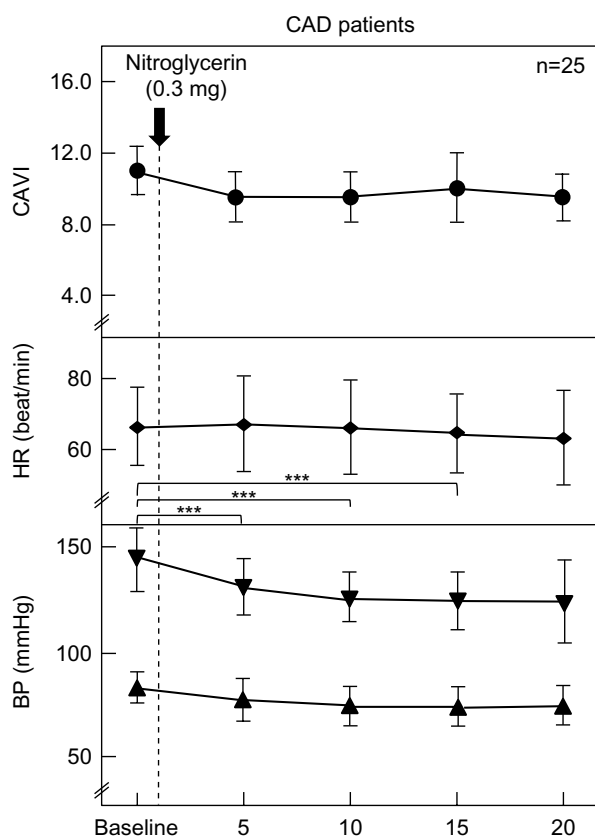 CAD patients
Nitroglycerin
(0.3 mg)
n=25
16.0
12.0
8.0
4.0
CAVI
80
60
HR (beat/min)
***
***
***
150
100
50
BP (mmHg)
Baseline 5 10 15 20